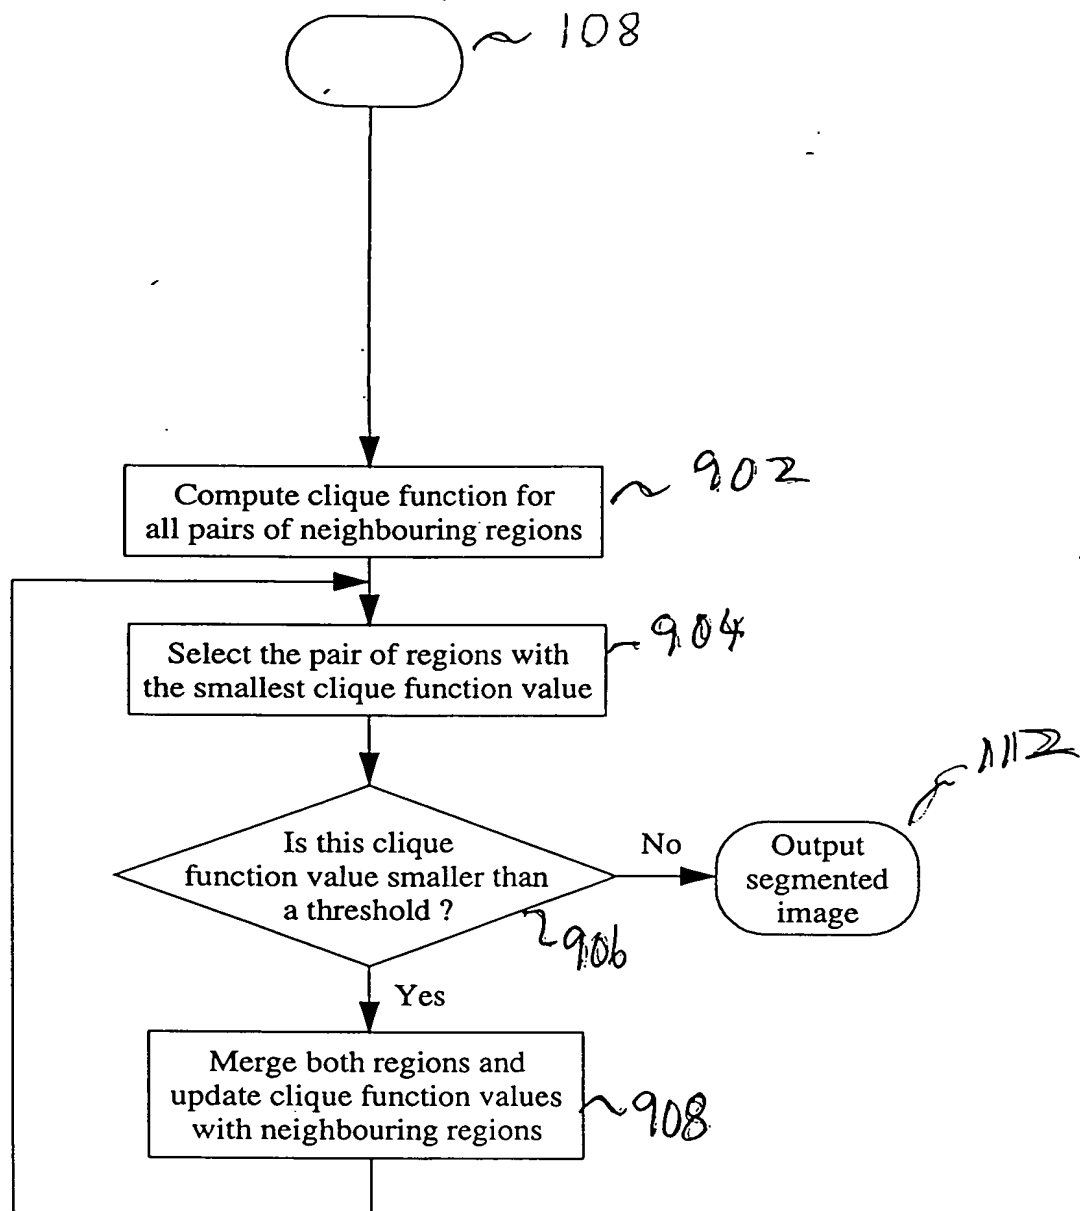 108
Compute clique function for
all pairs of neighbouring regions
902
Select the pair of regions with
the smallest clique function value
904
Is this clique
function value smaller than
a threshold ?
906
No
Output
segmented
image
Yes
Merge both regions and
update clique function values
with neighbouring regions
908